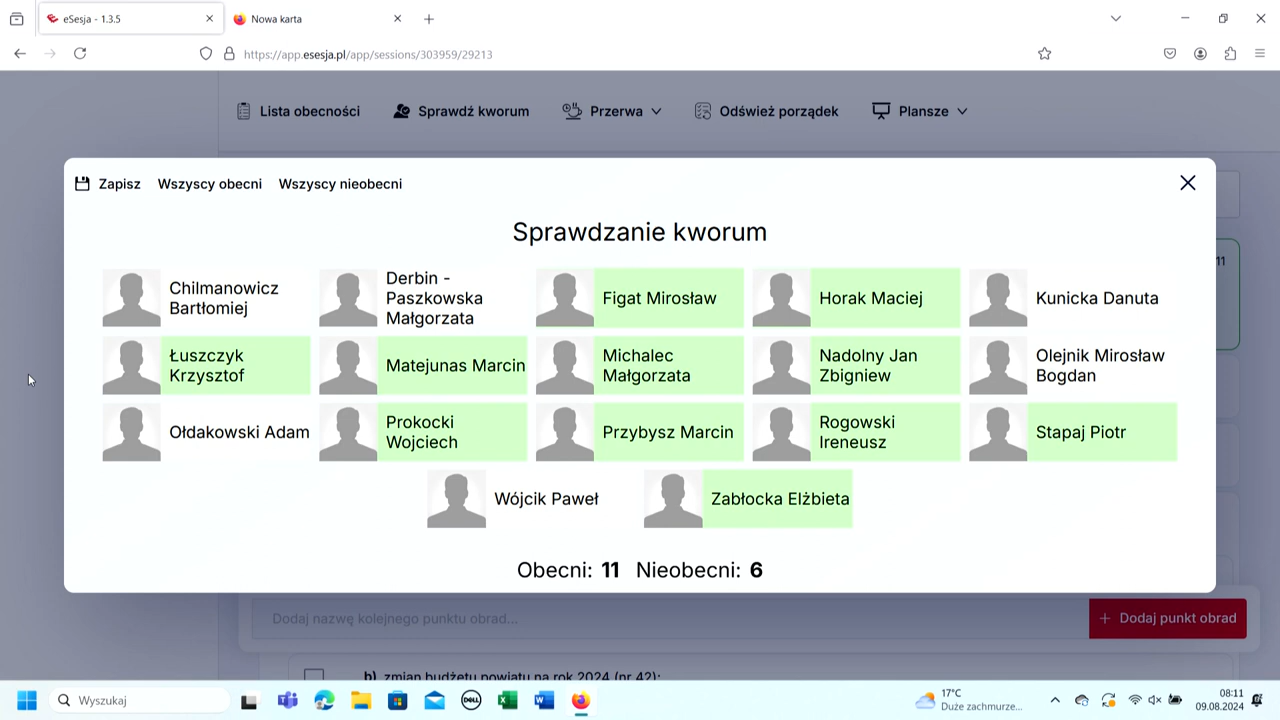 eSesja - 1.3.5
Nowa karta
https://app.esesja.pl/app/sessions/303959/29213
Lista obecności
Sprawdź kworum
Przerwa
Odśwież porządek
Plansze
Zapisz
Wszyscy obecni
Wszyscy nieobecni
11
Sprawdzanie kworum
Chilmanowicz
Bartłomiej
Derbin -
Paszkowska
Małgorzata
Figat Mirosław
Horak Maciej
Kunicka Danuta
Łuszczyk
Krzysztof
Matejunas Marcin
Michalec
Małgorzata
Nadolny Jan
Zbigniew
Olejnik Mirosław
Bogdan
Ołdakowski Adam
Prokocki
Wojciech
Przybysz Marcin
Rogowski
Ireneusz
Stapaj Piotr
Wójcik Paweł
Zabłocka Elżbieta
Obecni: 11 Nieobecni: 6
Dodaj nazwę kolejnego punktu obrad...
+ Dodaj punkt obrad
b) zmian budżetu powiatu na rok 2024 (nr 42);
Wyszukaj
DELL
17°C
Duże zachmurze...
08:11
09.08.2024